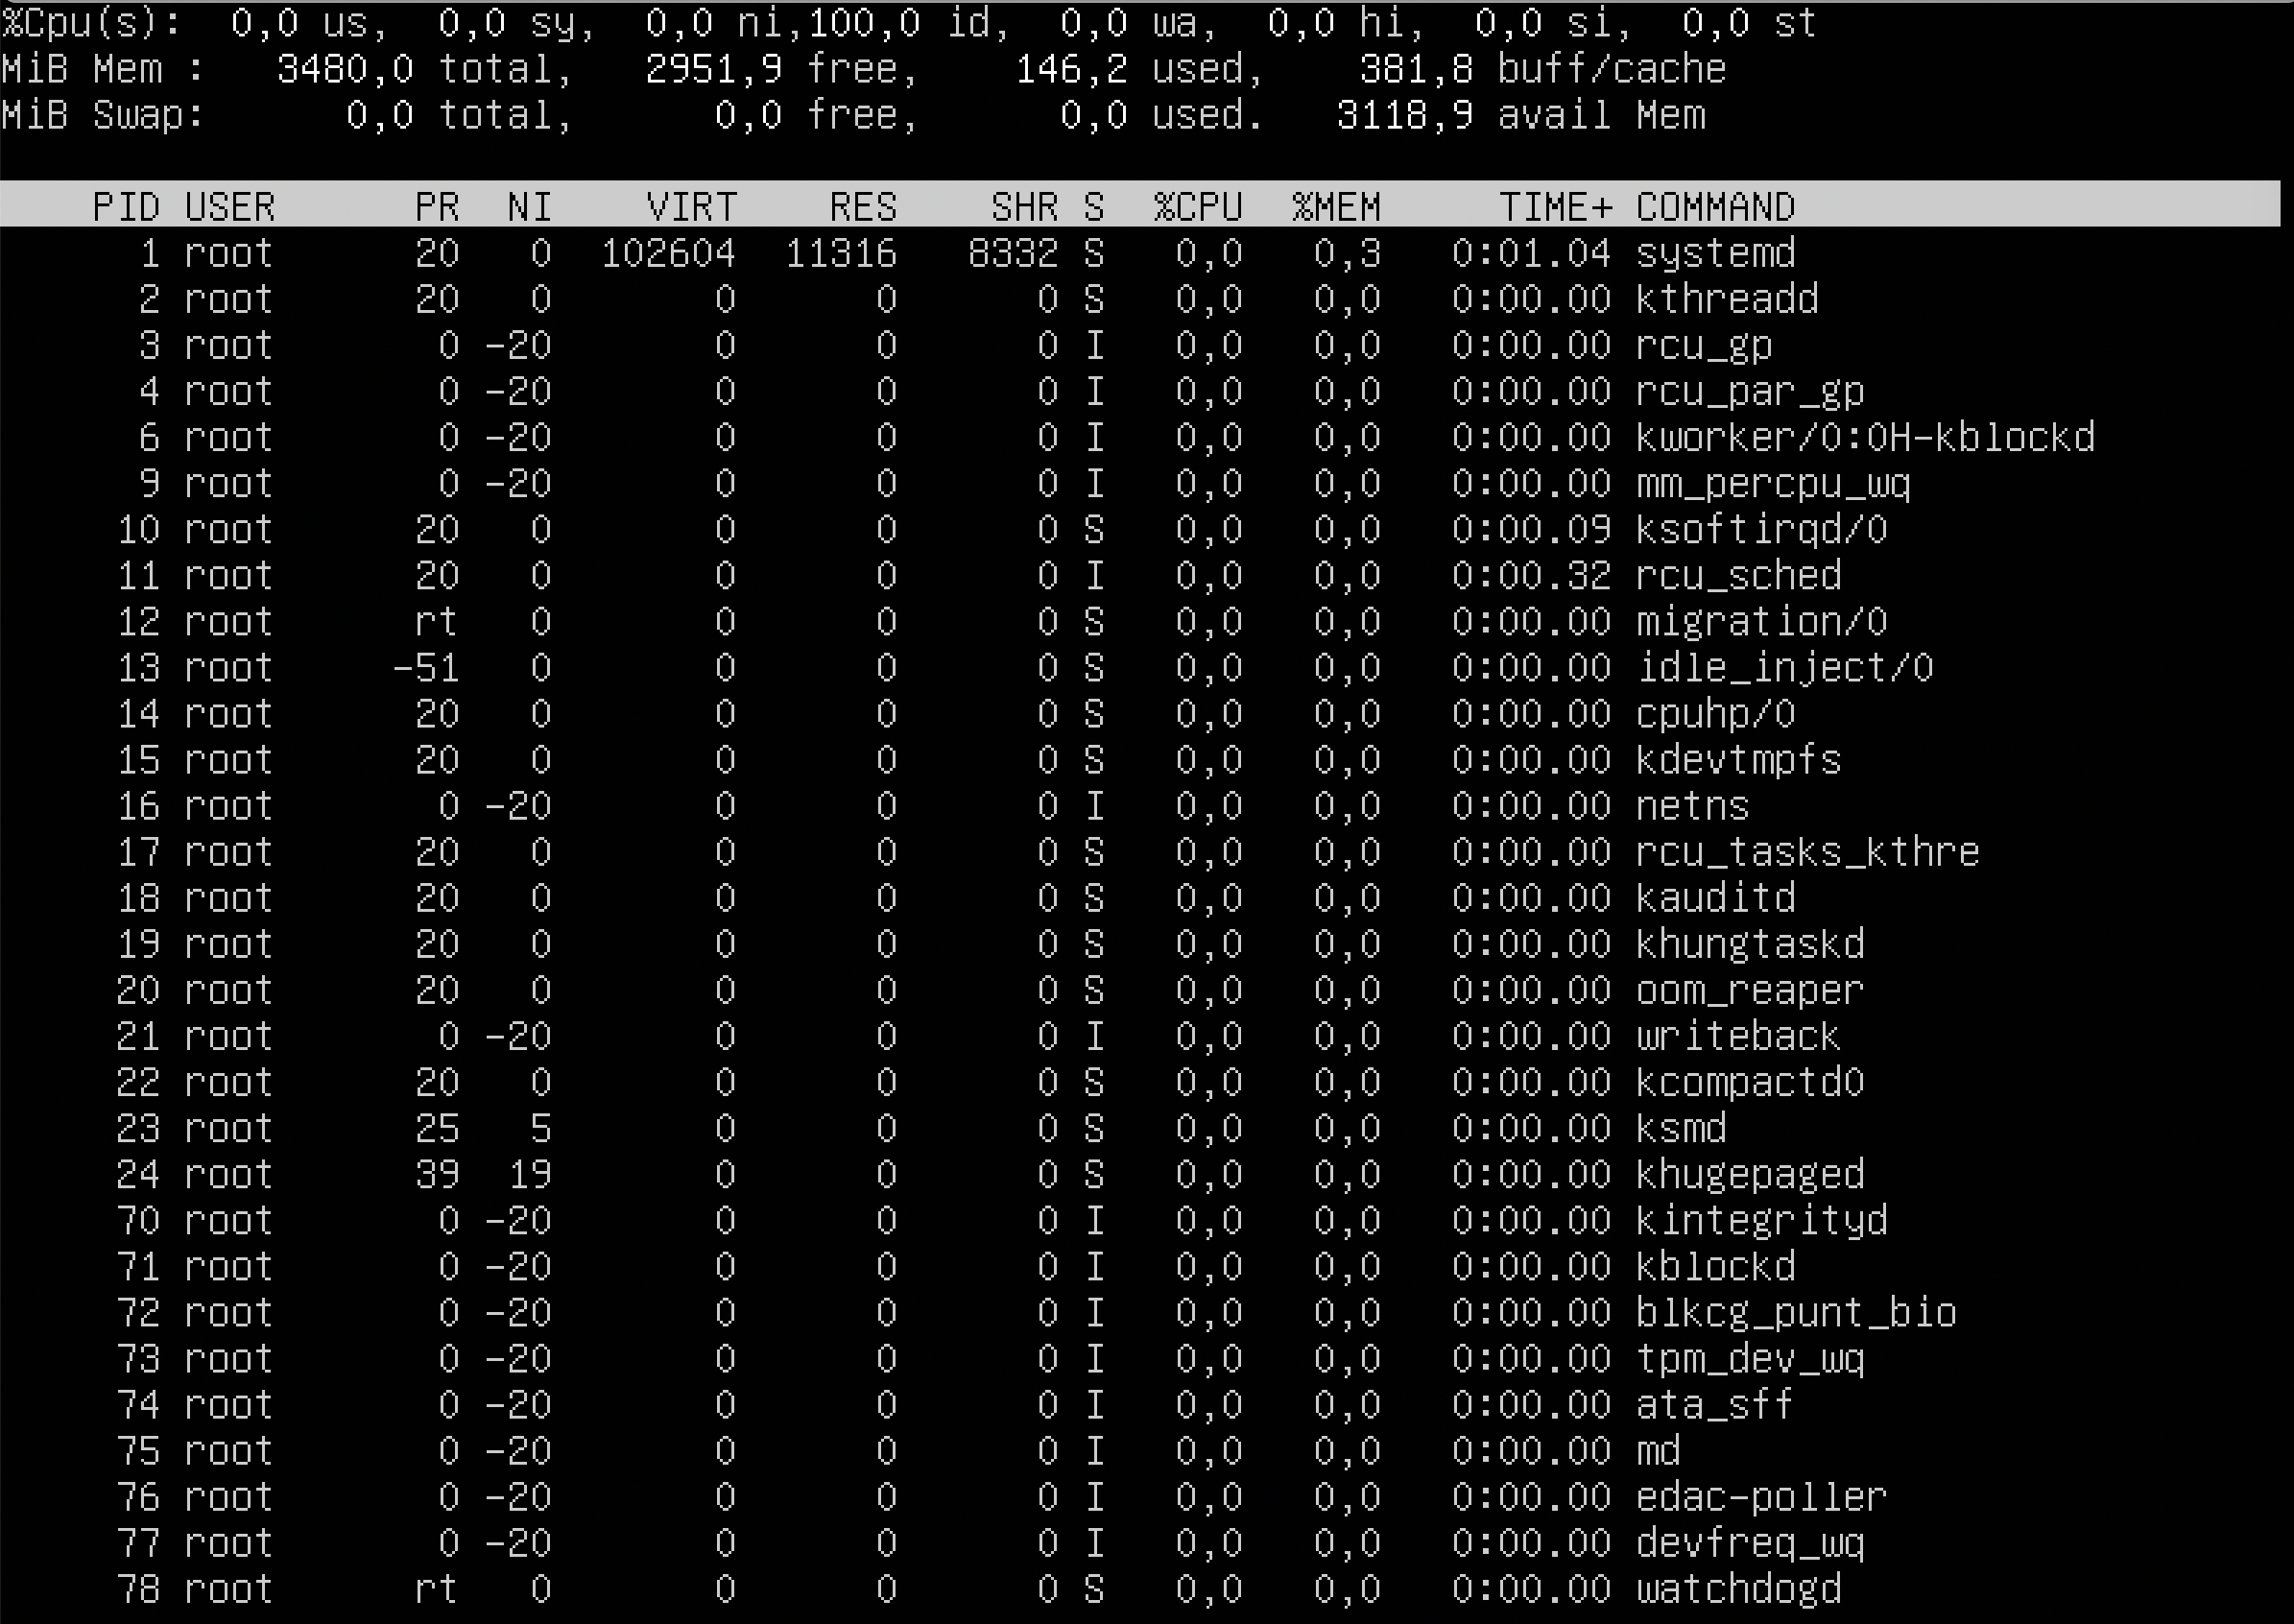 %Cpu(s):  0,0 us,  0,0 sy,  0,0 ni,100,0 id,  0,0 wa,  0,0 hi,  0,0 si,  0,0 st
MiB Mem :   3480,0 total,   2951,9 free,    146,2 used,    381,8 buff/cache
MiB Swap:      0,0 total,      0,0 free,      0,0 used.   3118,9 avail Mem
PID USER      PR  NI    VIRT    RES    SHR S  %CPU  %MEM     TIME+ COMMAND
1 root      20   0  102604  11316   8332 S   0,0   0,3   0:01.04 systemd
2 root      20   0       0      0      0 S   0,0   0,0   0:00.00 kthreadd
3 root       0 -20       0      0      0 I   0,0   0,0   0:00.00 rcu_gp
4 root       0 -20       0      0      0 I   0,0   0,0   0:00.00 rcu_par_gp
6 root       0 -20       0      0      0 I   0,0   0,0   0:00.00 kworker/0:0H-kblockd
9 root       0 -20       0      0      0 I   0,0   0,0   0:00.00 mm_percpu_wq
10 root      20   0       0      0      0 S   0,0   0,0   0:00.09 ksoftirqd/0
11 root      20   0       0      0      0 I   0,0   0,0   0:00.32 rcu_sched
12 root      rt   0       0      0      0 S   0,0   0,0   0:00.00 migration/0
13 root     -51   0       0      0      0 S   0,0   0,0   0:00.00 idle_inject/0
14 root      20   0       0      0      0 S   0,0   0,0   0:00.00 cpuhp/0
15 root      20   0       0      0      0 S   0,0   0,0   0:00.00 kdevtmpfs
16 root       0 -20       0      0      0 I   0,0   0,0   0:00.00 netns
17 root      20   0       0      0      0 S   0,0   0,0   0:00.00 rcu_tasks_kthre
18 root      20   0       0      0      0 S   0,0   0,0   0:00.00 kauditd
19 root      20   0       0      0      0 S   0,0   0,0   0:00.00 khungtaskd
20 root      20   0       0      0      0 S   0,0   0,0   0:00.00 oom_reaper
21 root       0 -20       0      0      0 I   0,0   0,0   0:00.00 writeback
22 root      20   0       0      0      0 S   0,0   0,0   0:00.00 kcompactd0
23 root      25   5       0      0      0 S   0,0   0,0   0:00.00 ksmd
24 root      39  19       0      0      0 S   0,0   0,0   0:00.00 khugepaged
70 root       0 -20       0      0      0 I   0,0   0,0   0:00.00 kintegrityd
71 root       0 -20       0      0      0 I   0,0   0,0   0:00.00 kblockd
72 root       0 -20       0      0      0 I   0,0   0,0   0:00.00 blkcg_punt_bio
73 root       0 -20       0      0      0 I   0,0   0,0   0:00.00 tpm_dev_wq
74 root       0 -20       0      0      0 I   0,0   0,0   0:00.00 ata_sff
75 root       0 -20       0      0      0 I   0,0   0,0   0:00.00 md
76 root       0 -20       0      0      0 I   0,0   0,0   0:00.00 edac-poller
77 root       0 -20       0      0      0 I   0,0   0,0   0:00.00 devfreq_wq
78 root      rt   0       0      0      0 S   0,0   0,0   0:00.00 watchdogd